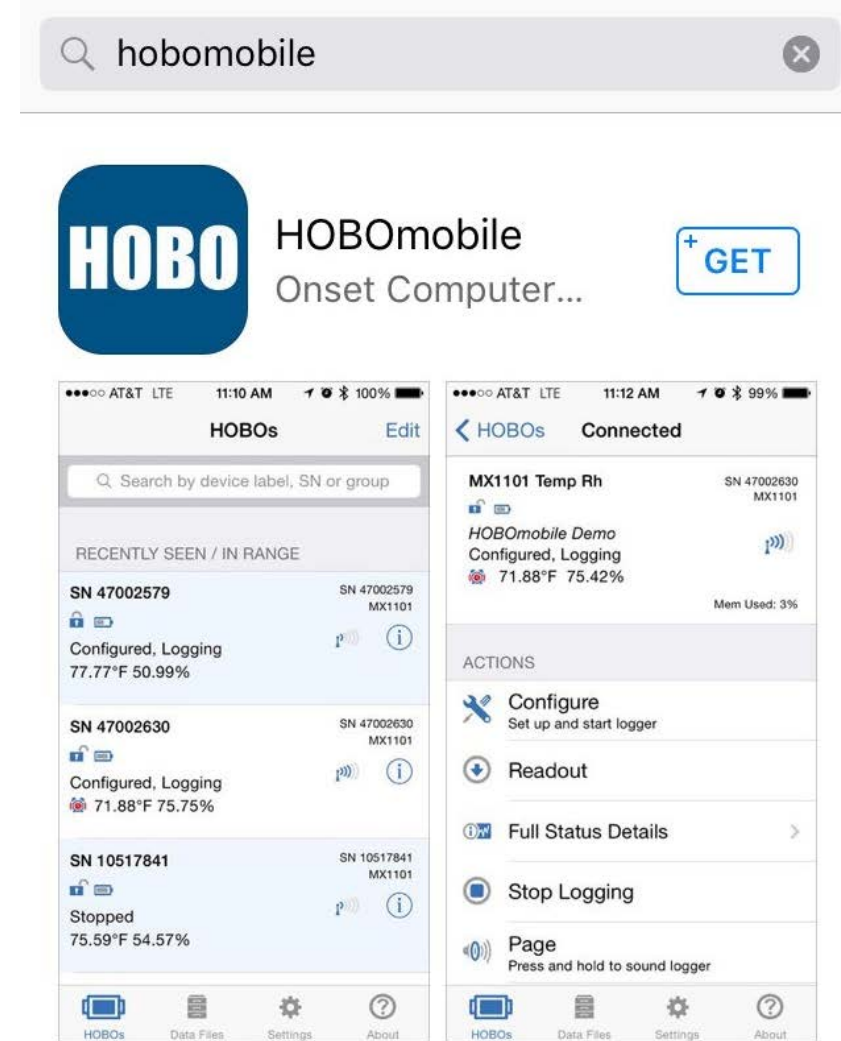 hobomobile
HOBO
HOBOmobile
Onset Computer...
+ GET
●●●○○ AT&T LTE 11:10 AM 100%
HOBOs Edit
Search by device label, SN or group
RECENTLY SEEN / IN RANGE
SN 47002579 SN 47002579
MX1101
Configured, Logging
77.77°F 50.99%
SN 47002630 SN 47002630
MX1101
Configured, Logging
71.88°F 75.75%
SN 10517841 SN 10517841
MX1101
Stopped
75.59°F 54.57%
HOBOs Data Files Settings About
●●●○○ AT&T LTE 11:12 AM 99%
HOBOs Connected
MX1101 Temp Rh SN 47002630
MX1101
HOBOmobile Demo
Configured, Logging
71.88°F 75.42%
Mem Used: 3%
ACTIONS
Configure
Set up and start logger
Readout
Full Status Details
Stop Logging
Page
Press and hold to sound logger
HOBOs Data Files Settings About